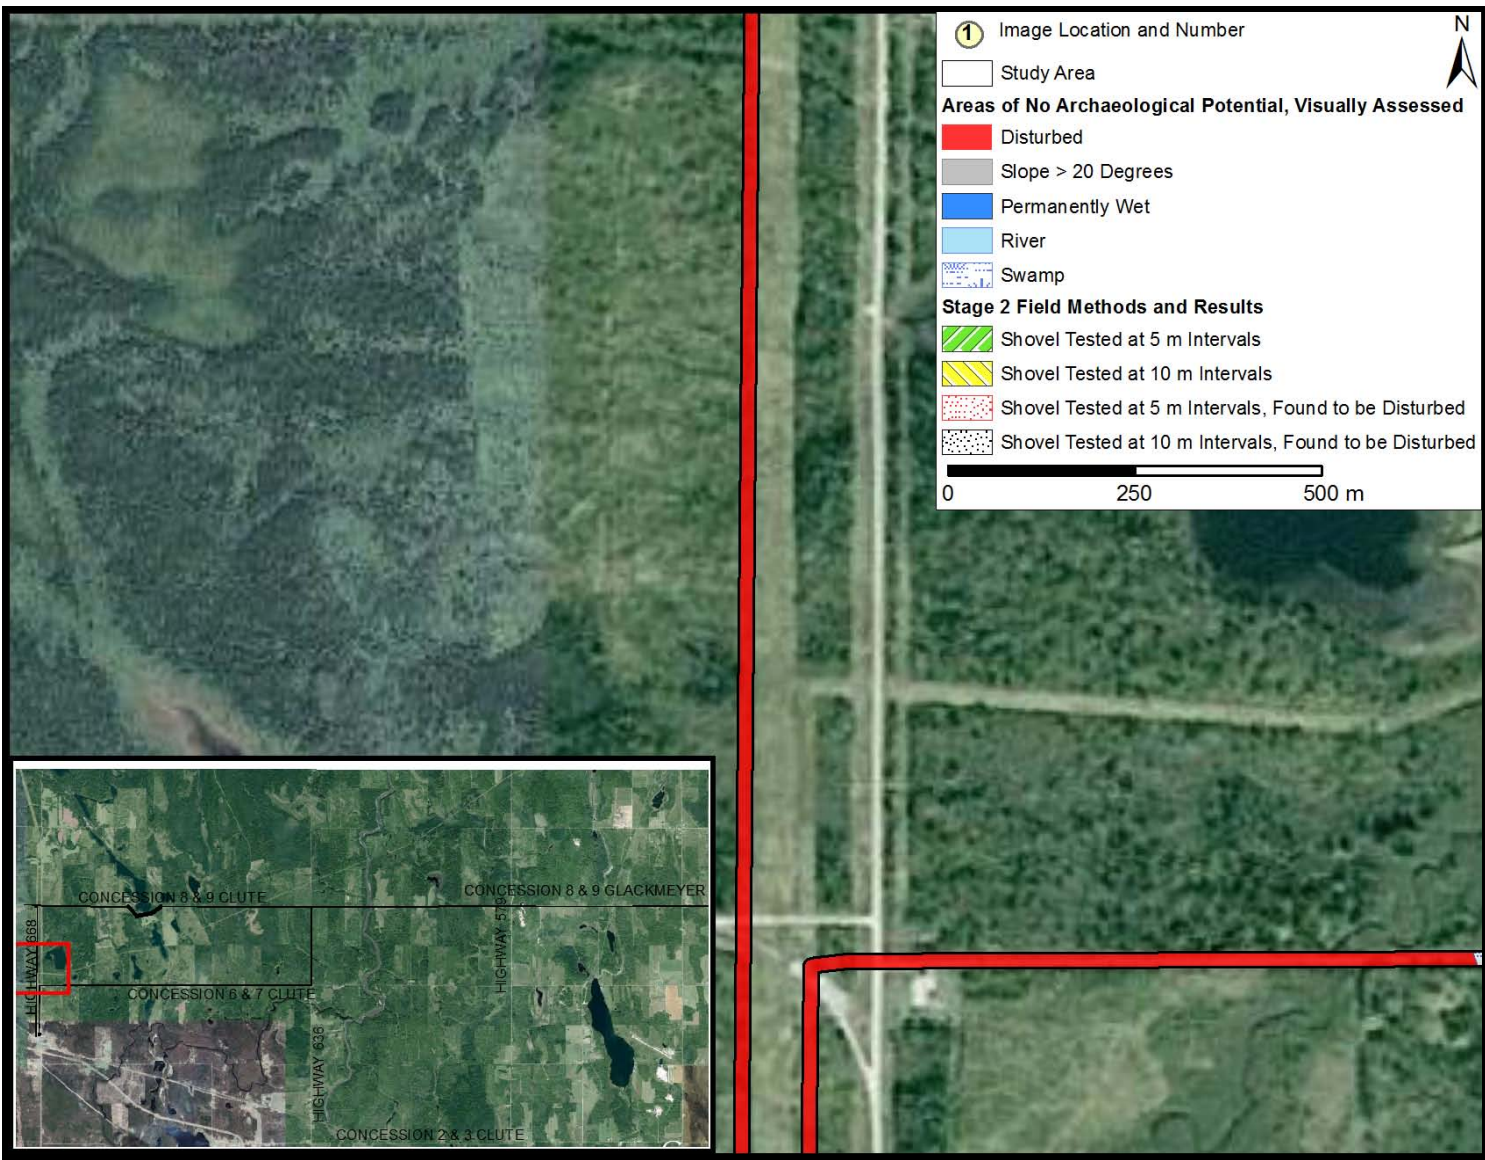 N
1 Image Location and Number
Study Area
Areas of No Archaeological Potential, Visually Assessed
Disturbed
Slope > 20 Degrees
Permanently Wet
River
Swamp
Stage 2 Field Methods and Results
Shovel Tested at 5 m Intervals
Shovel Tested at 10 m Intervals
Shovel Tested at 5 m Intervals, Found to be Disturbed
Shovel Tested at 10 m Intervals, Found to be Disturbed
0 250 500 m
CONCESSION 8 & 9 CLUTE
CONCESSION 8 & 9 GLACKMEYER
HIGHWAY 668
HIGHWAY 579
CONCESSION 6 & 7 CLUTE
HIGHWAY 636
CONCESSION 2 & 3 CLUTE